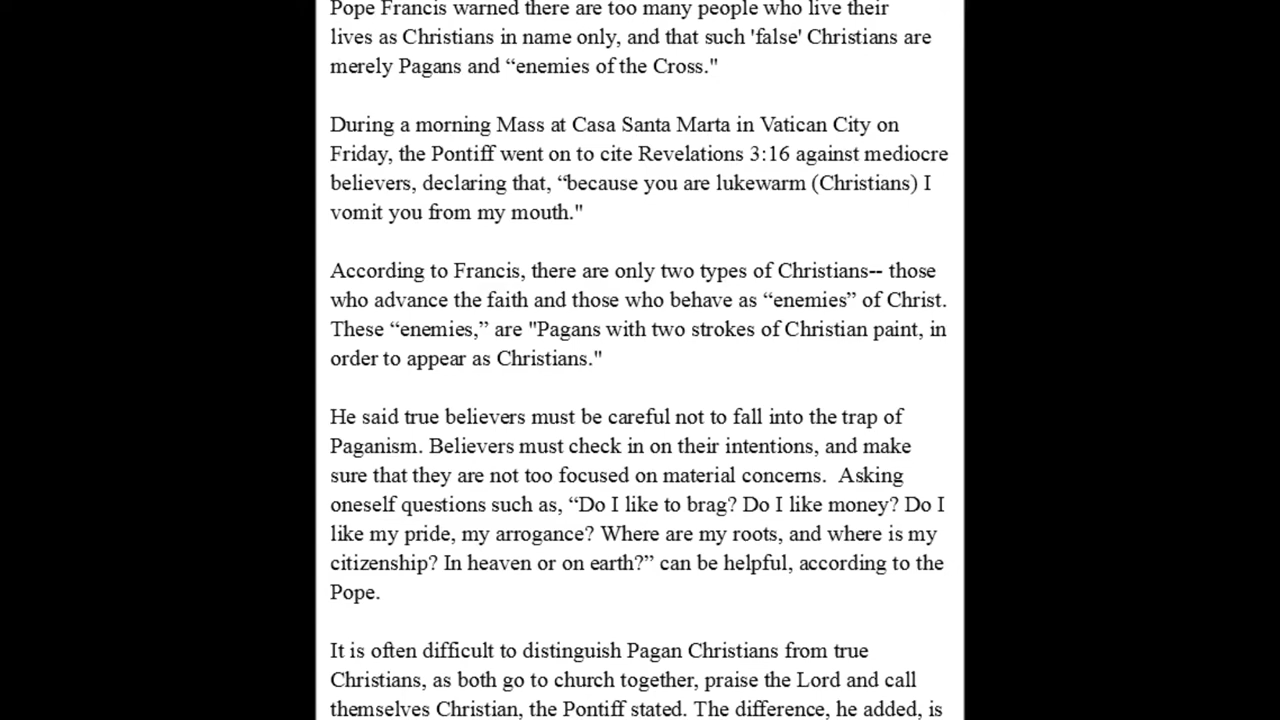 Pope Francis warned there are too many people who live their
lives as Christians in name only, and that such 'false' Christians are
merely Pagans and “enemies of the Cross."
During a morning Mass at Casa Santa Marta in Vatican City on
Friday, the Pontiff went on to cite Revelations 3:16 against mediocre
believers, declaring that, “because you are lukewarm (Christians) I
vomit you from my mouth."
According to Francis, there are only two types of Christians-- those
who advance the faith and those who behave as “enemies” of Christ.
These “enemies,” are "Pagans with two strokes of Christian paint, in
order to appear as Christians."
He said true believers must be careful not to fall into the trap of
Paganism. Believers must check in on their intentions, and make
sure that they are not too focused on material concerns.  Asking
oneself questions such as, “Do I like to brag? Do I like money? Do I
like my pride, my arrogance? Where are my roots, and where is my
citizenship? In heaven or on earth?” can be helpful, according to the
Pope.
It is often difficult to distinguish Pagan Christians from true
Christians, as both go to church together, praise the Lord and call
themselves Christian, the Pontiff stated. The difference, he added, is